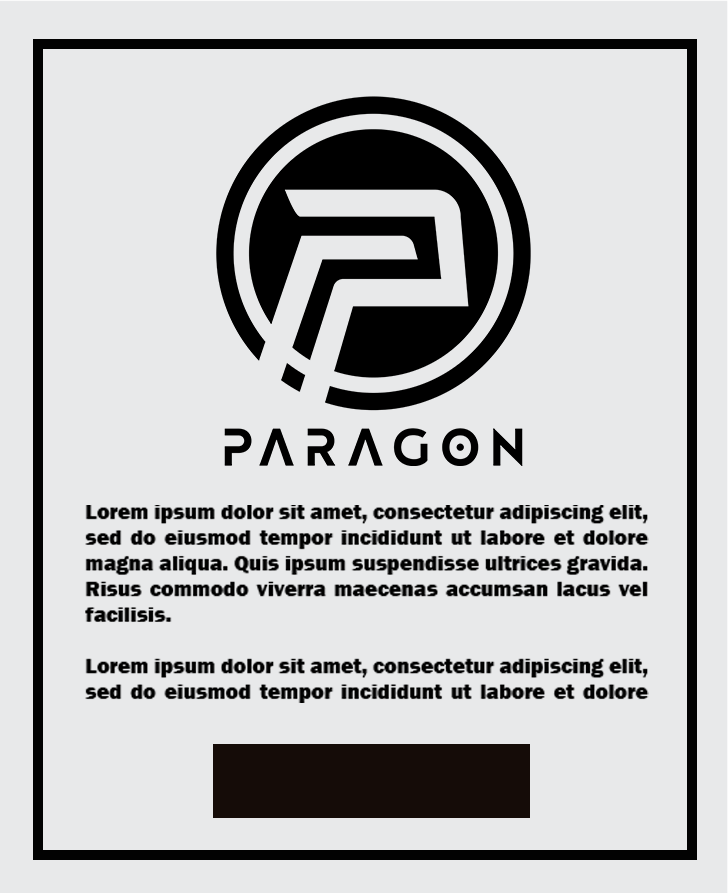 PARAGON
Lorem ipsum dolor sit amet, consectetur adipiscing elit,
sed do eiusmod tempor incididunt ut labore et dolore
magna aliqua. Quis ipsum suspendisse ultrices gravida.
Risus commodo viverra maecenas accumsan lacus vel
facilisis.
Lorem ipsum dolor sit amet, consectetur adipiscing elit,
sed do eiusmod tempor incididunt ut labore et dolore